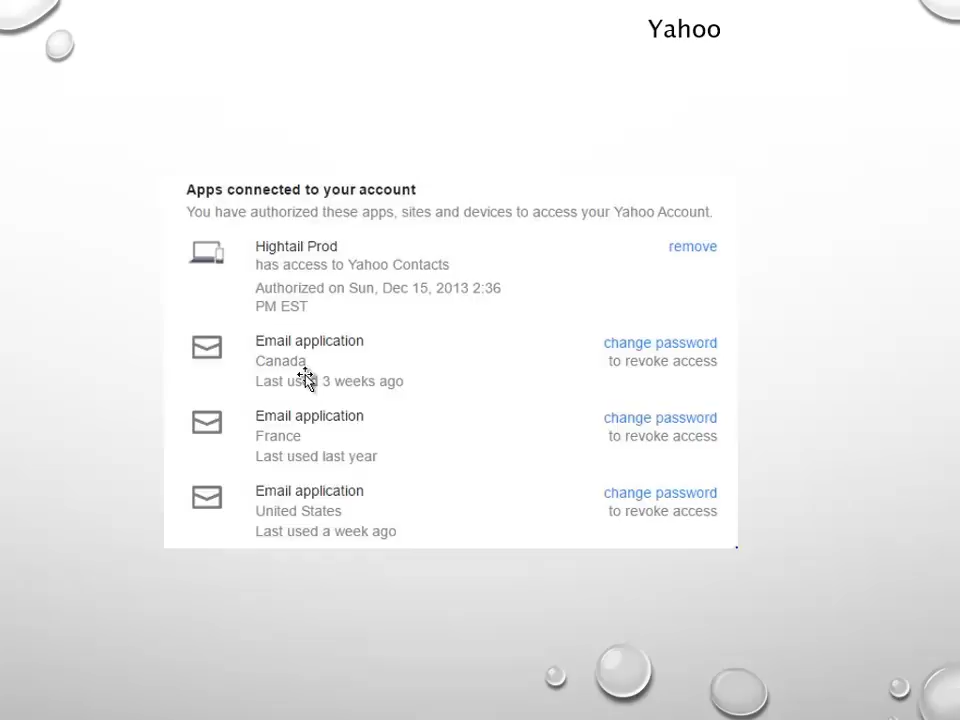 Yahoo
Apps connected to your account
You have authorized these apps, sites and devices to access your Yahoo Account.
Hightail Prod
remove
has access to Yahoo Contacts
Authorized on Sun, Dec 15, 2013 2:36
PM EST
Email application
change password
Canada
to revoke access
Last used 3 weeks ago
Email application
change password
France
to revoke access
Last used last year
Email application
change password
United States
to revoke access
Last used a week ago